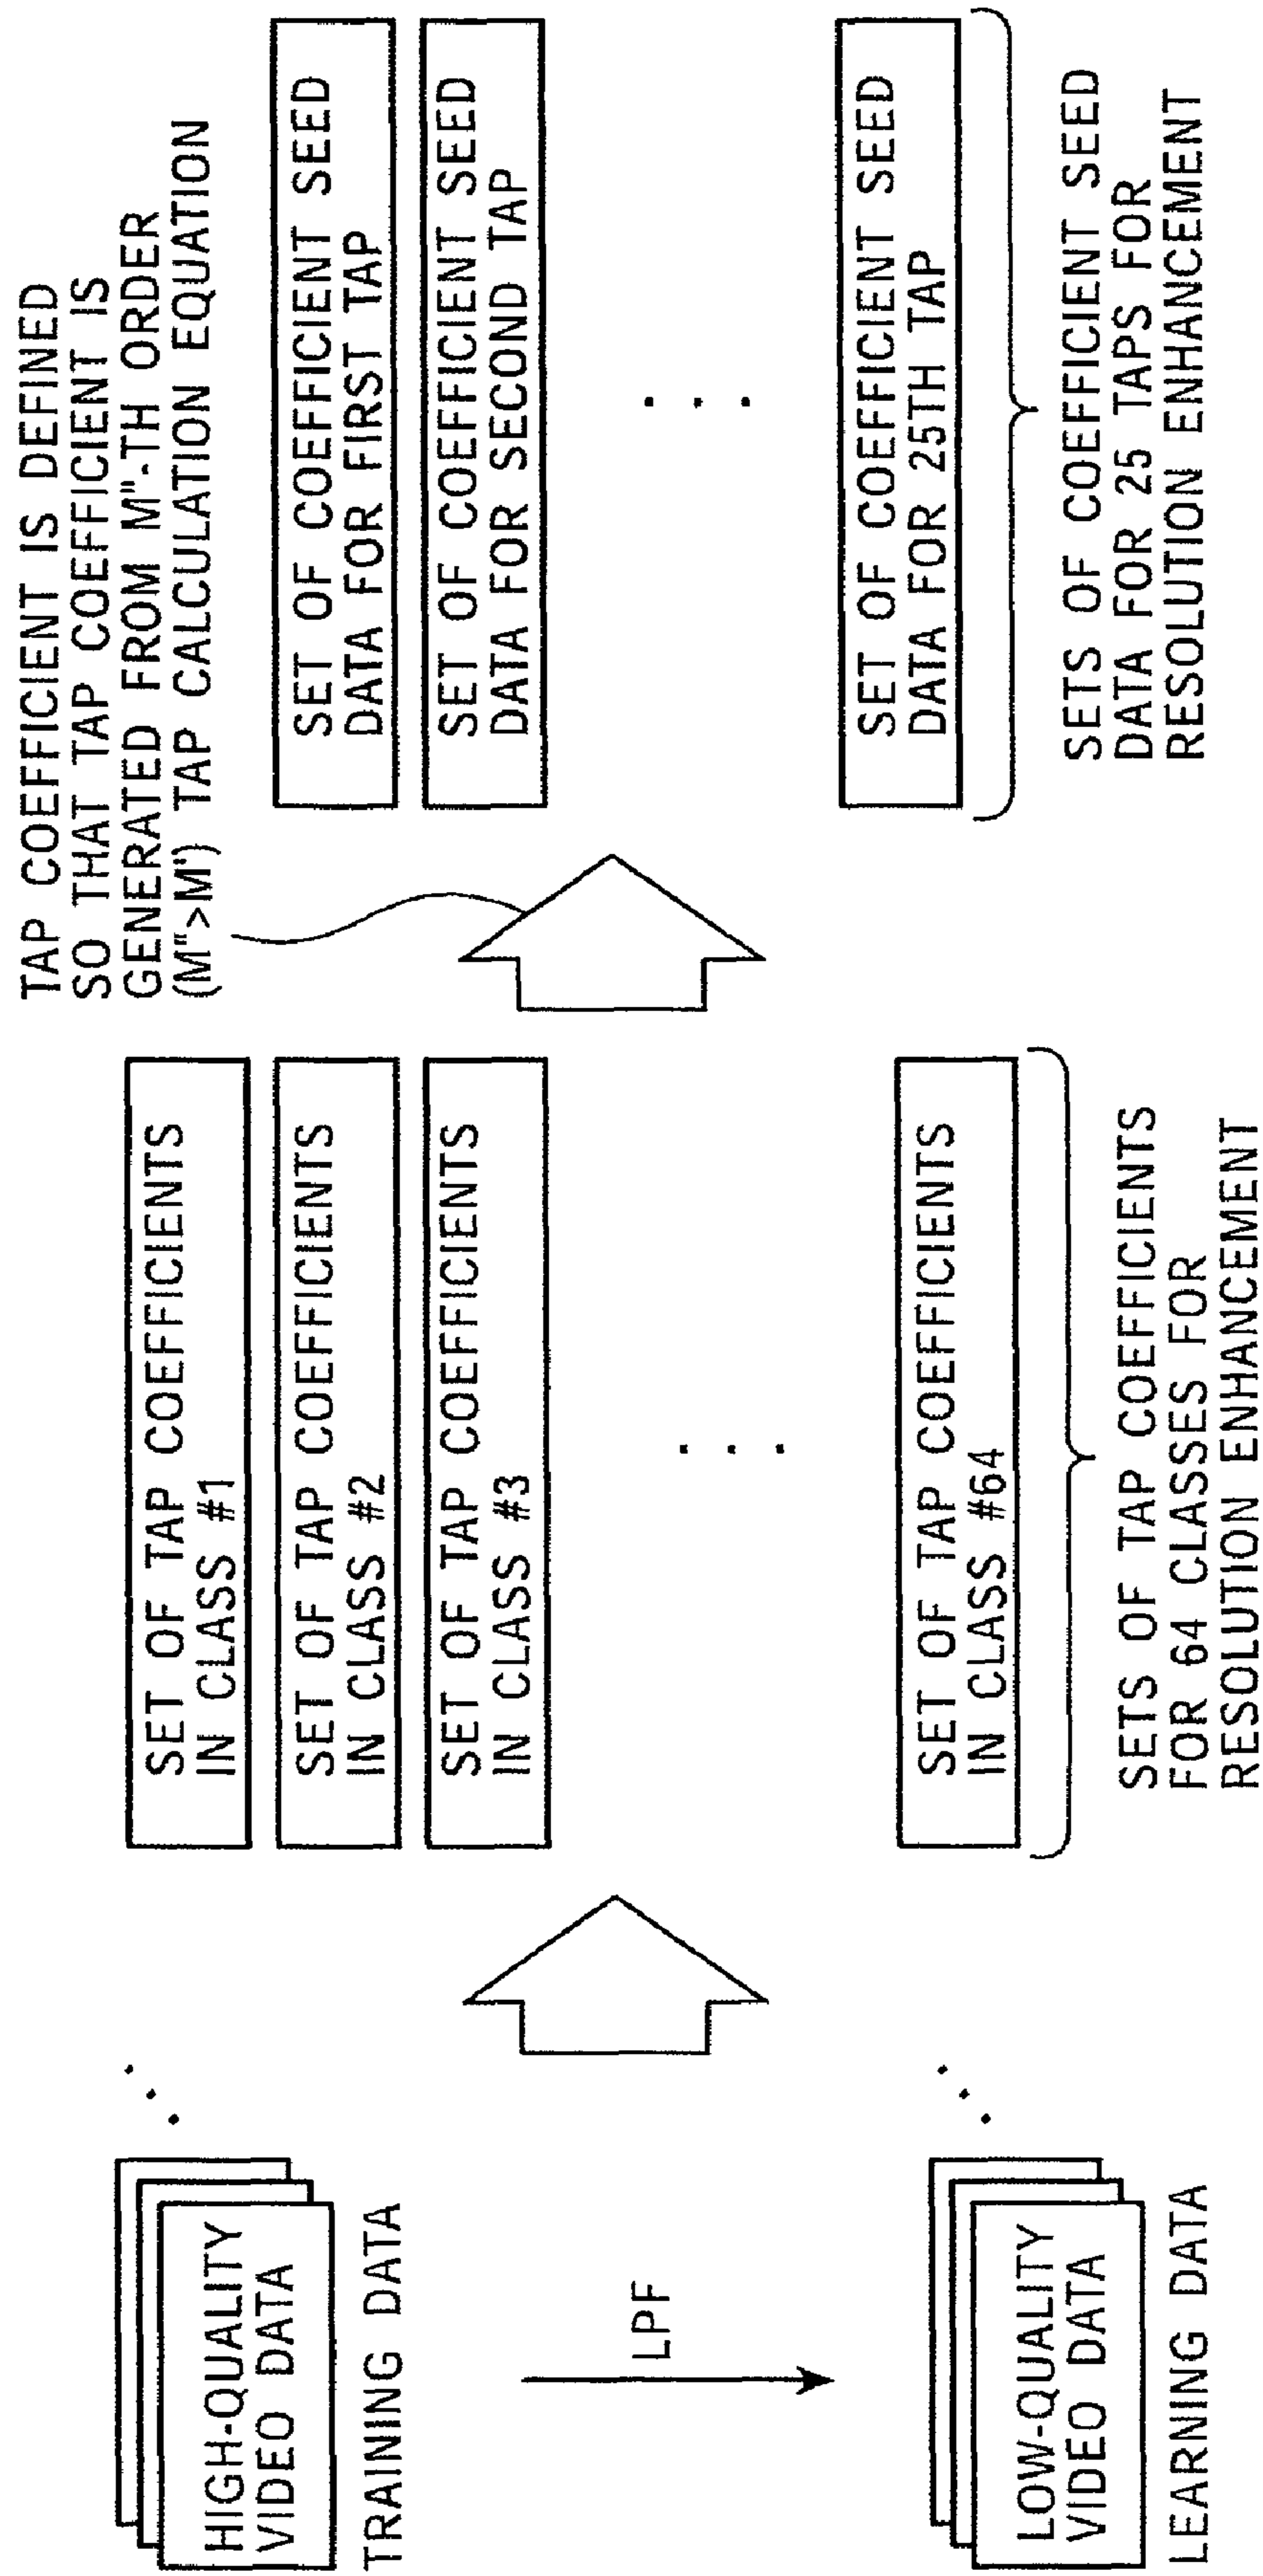 HIGH-QUALITY
VIDEO DATA
TRAINING DATA
LPF
LOW-QUALITY
VIDEO DATA
LEARNING DATA
SET OF TAP COEFFICIENTS
IN CLASS #1
SET OF TAP COEFFICIENTS
IN CLASS #2
SET OF TAP COEFFICIENTS
IN CLASS #3
SET OF TAP COEFFICIENTS
IN CLASS #64
SETS OF TAP COEFFICIENTS
FOR 64 CLASSES FOR
RESOLUTION ENHANCEMENT
TAP COEFFICIENT IS DEFINED
SO THAT TAP COEFFICIENT IS
GENERATED FROM M"-TH ORDER
(M">M') TAP CALCULATION EQUATION
SET OF COEFFICIENT SEED
DATA FOR FIRST TAP
SET OF COEFFICIENT SEED
DATA FOR SECOND TAP
SET OF COEFFICIENT SEED
DATA FOR 25TH TAP
SETS OF COEFFICIENT SEED
DATA FOR 25 TAPS FOR
RESOLUTION ENHANCEMENT